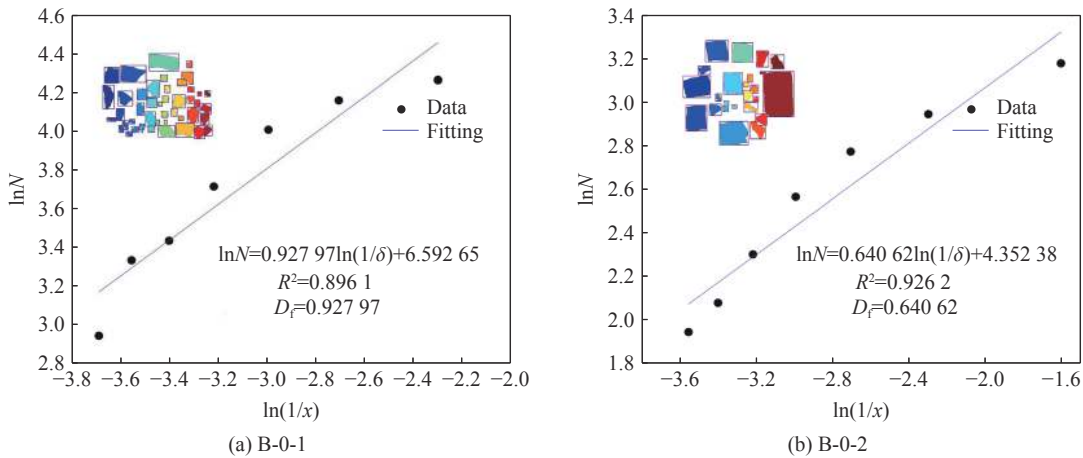 4.6
4.4
4.2
4.0
3.8
3.6
3.4
3.2
3.0
2.8
lnN
Data
Fitting
lnN=0.927 97ln(1/δ)+6.592 65
R²=0.896 1
D_f=0.927 97
−3.8 −3.6 −3.4 −3.2 −3.0 −2.8 −2.6 −2.4 −2.2 −2.0
ln(1/x)
(a) B-0-1
3.4
3.2
3.0
2.8
2.6
2.4
2.2
2.0
1.8
lnN
Data
Fitting
lnN=0.640 62ln(1/δ)+4.352 38
R²=0.926 2
D_f=0.640 62
−3.6 −3.2 −2.8 −2.4 −2.0 −1.6
ln(1/x)
(b) B-0-2